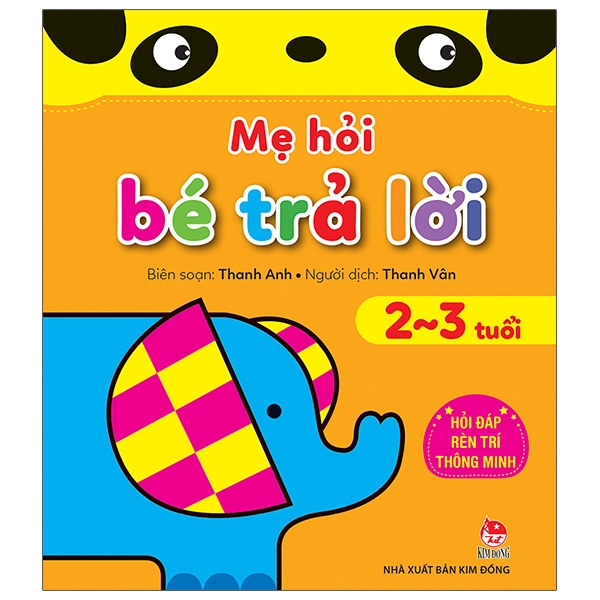 Mẹ hỏi
bé trả lời
Biên soạn: Thanh Anh • Người dịch: Thanh Vân
2~3 tuổi
HỎI ĐÁP
RÈN TRÍ
THÔNG MINH
KIM ĐỒNG
NHÀ XUẤT BẢN KIM ĐỒNG